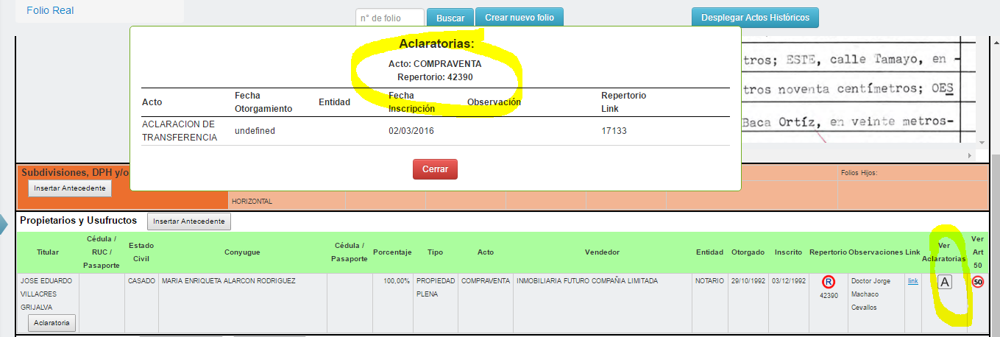 Folio Real
n° de folio
Buscar
Crear nuevo folio
Desplegar Actos Históricos
Aclaratorias:
Acto: COMPRAVENTA
Repertorio: 42390
Acto Fecha Otorgamiento Entidad Fecha Inscripción Observación Repertorio Link
ACLARACION DE TRANSFERENCIA undefined 02/03/2016 17133
Cerrar
tros; ESTE, calle Tamayo, en -
tros noventa centímetros; OES
Baca Ortíz, en veinte metros-
Subdivisiones, DPH y/o
Insertar Antecedente
HORIZONTAL
Folios Hijos:
Propietarios y Usufructos
Insertar Antecedente
Titular Cédula / RUC / Pasaporte Estado Civil Conyugue Cédula / Pasaporte Porcentaje Tipo Acto Vendedor Entidad Otorgado Inscrito Repertorio Observaciones Link Ver Aclaratorias Ver Art 50
JOSE EDUARDO VILLACRES GRIJALVA CASADO MARIA ENRIQUETA ALARCON RODRIGUEZ 100,00% PROPIEDAD PLENA COMPRAVENTA INMOBILIARIA FUTURO COMPAÑIA LIMITADA NOTARIO 29/10/1992 03/12/1992 R 42390 Doctor Jorge Machaco Cevallos link A 50
Aclaratoria